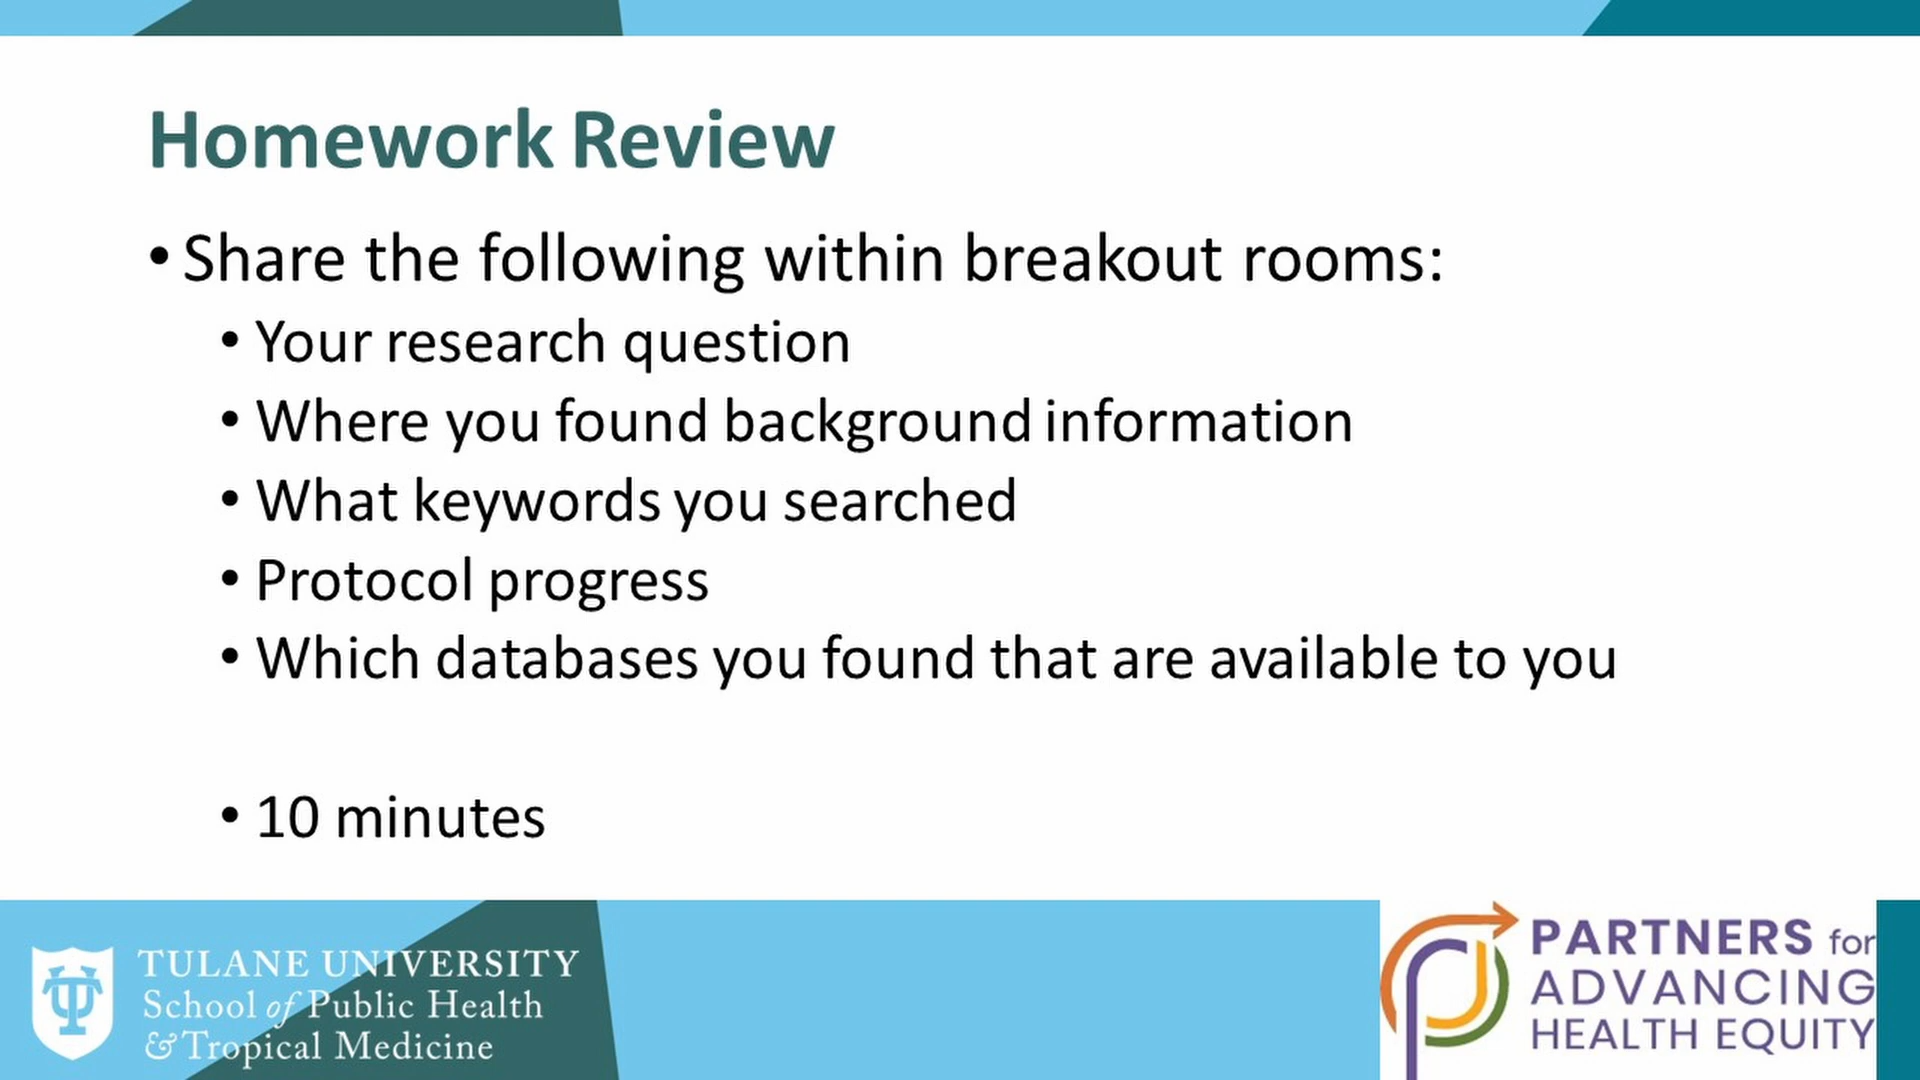 Homework Review
• Share the following within breakout rooms:
• Your research question
• Where you found background information
• What keywords you searched
• Protocol progress
• Which databases you found that are available to you
• 10 minutes
TULANE UNIVERSITY
School of Public Health
& Tropical Medicine
PARTNERS for
ADVANCING
HEALTH EQUITY